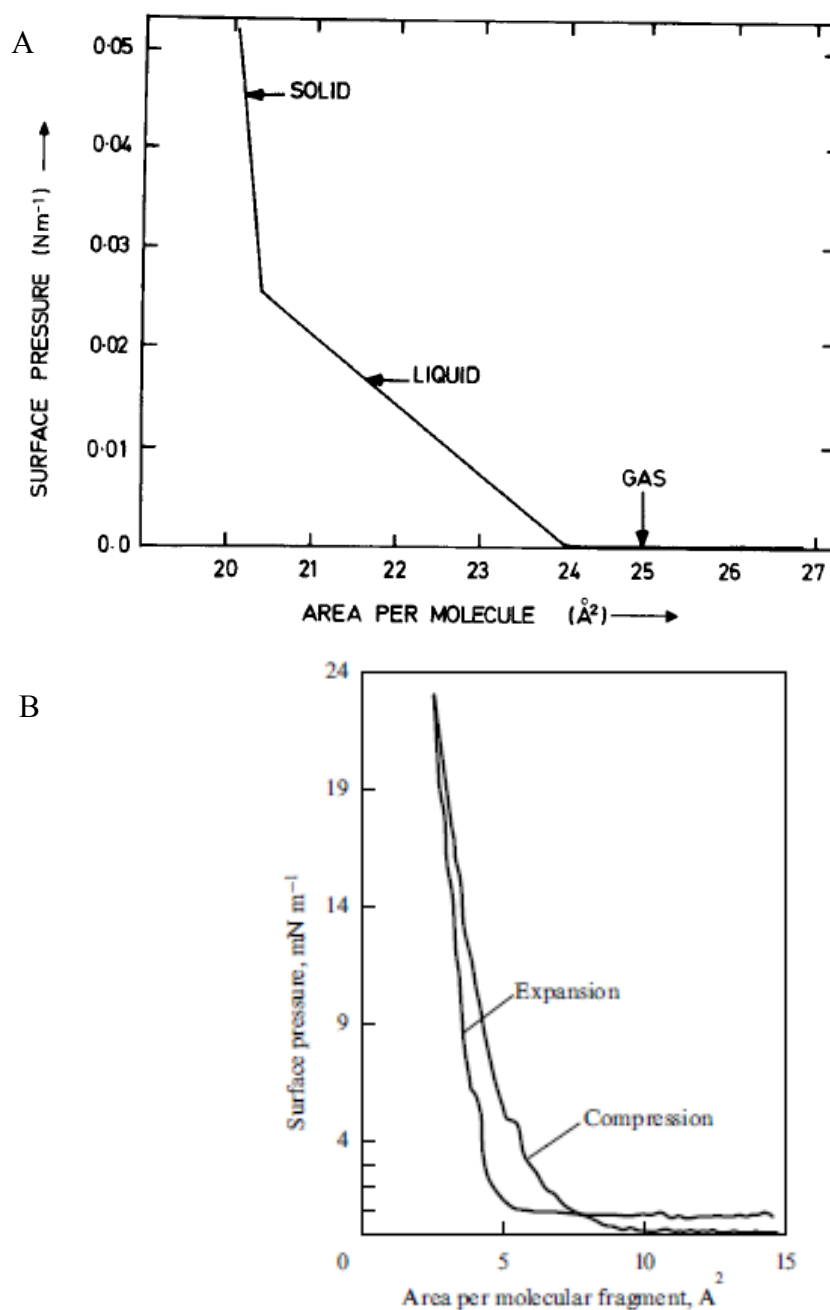 A
0·05
SOLID
0·04
0·03
0·02
LIQUID
0·01
GAS
0·0
20 21 22 23 24 25 26 27
SURFACE PRESSURE (Nm⁻¹)
AREA PER MOLECULE (Å²)
B
24
19
14
9
4
0 5 10 15
Expansion
Compression
Surface pressure, mN m⁻¹
Area per molecular fragment, A²